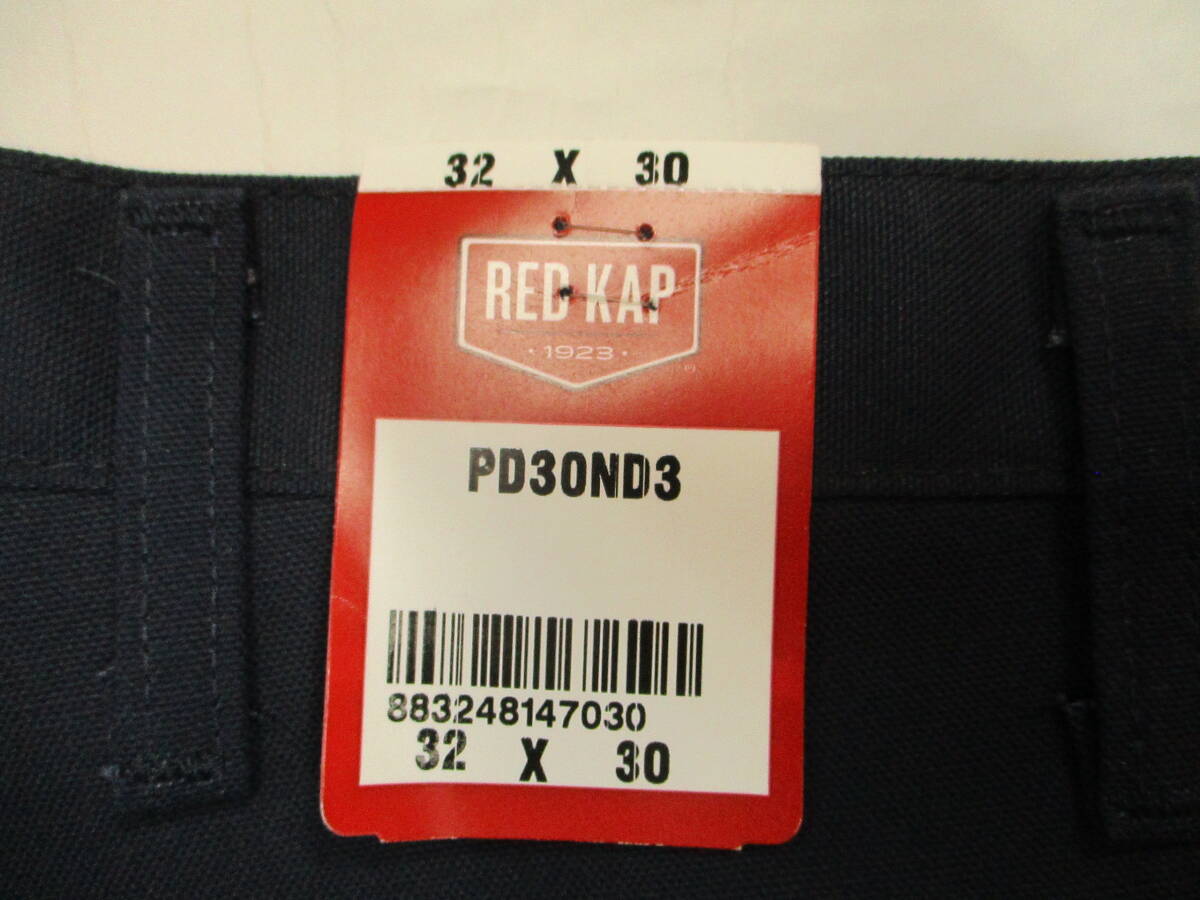 32 X 30
RED KAP
· 1923 ·
PD30ND3
883248147030
32 X 30